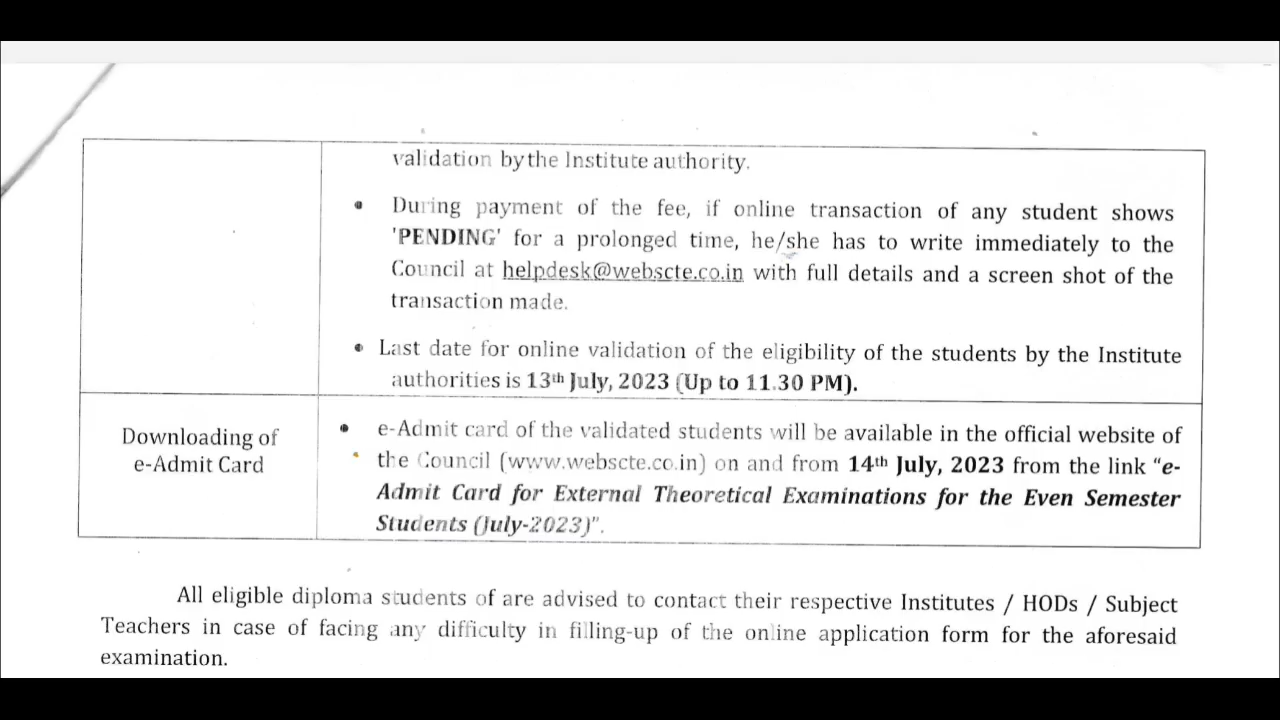 validation by the Institute authority.
• During payment of the fee, if online transaction of any student shows
'PENDING' for a prolonged time, he/she has to write immediately to the
Council at helpdesk@webscte.co.in with full details and a screen shot of the
transaction made.
• Last date for online validation of the eligibility of the students by the Institute
authorities is 13th July, 2023 (Up to 11.30 PM).
Downloading of
e-Admit Card
• e-Admit card of the validated students will be available in the official website of
the Council (www.webscte.co.in) on and from 14th July, 2023 from the link “e-
Admit Card for External Theoretical Examinations for the Even Semester
Students (July-2023)”.
All eligible diploma students of are advised to contact their respective Institutes / HODs / Subject
Teachers in case of facing any difficulty in filling-up of the online application form for the aforesaid
examination.